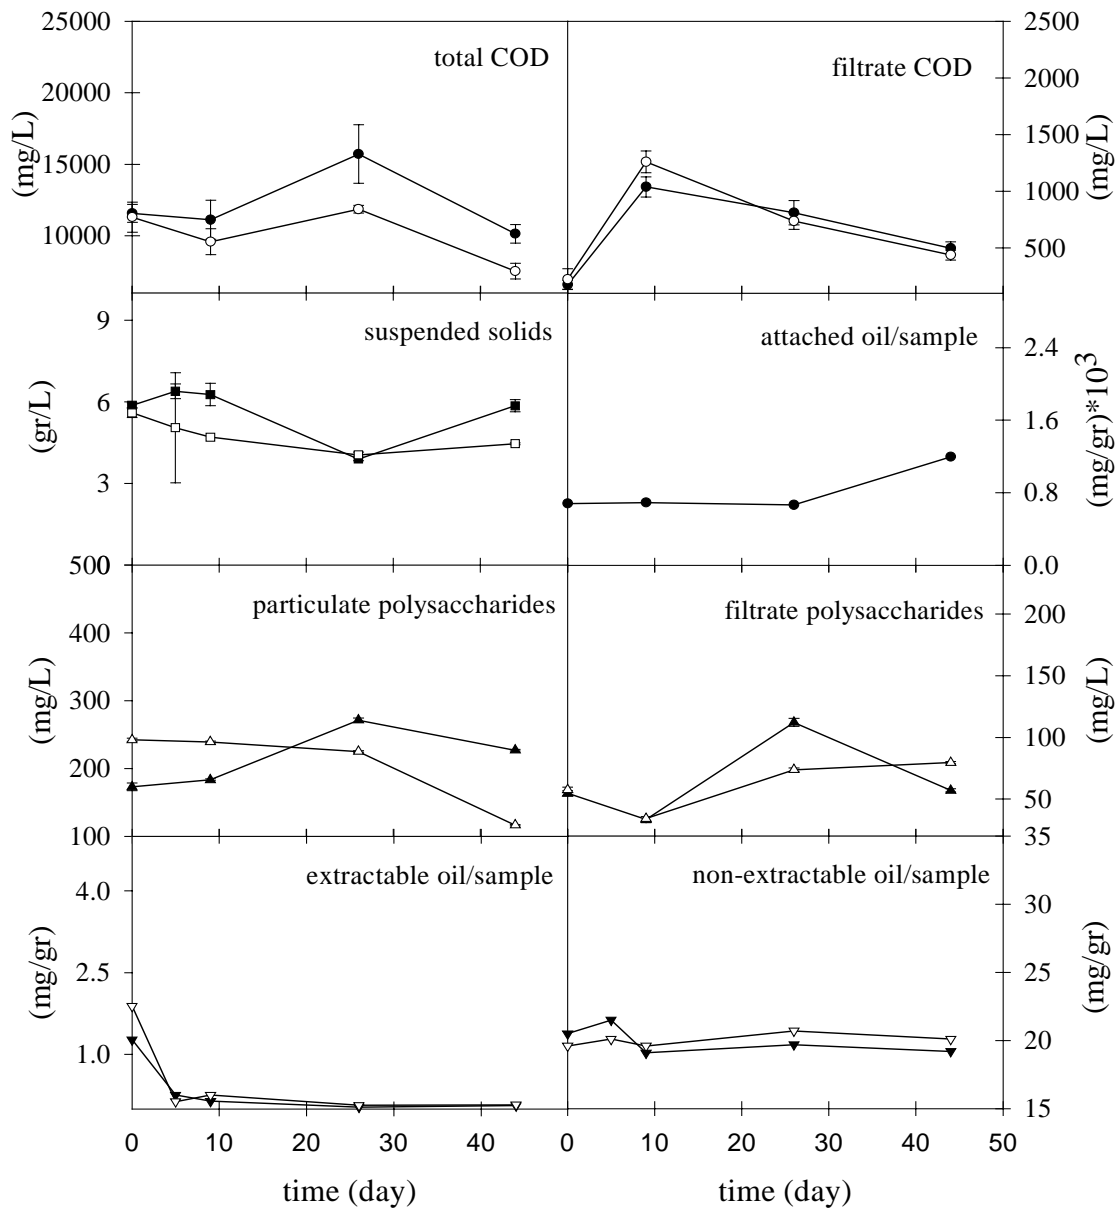 25000
20000
15000
10000
(mg/L)
total COD
filtrate COD
2500
2000
1500
1000
500
(mg/L)
9
6
3
0
(gr/L)
suspended solids
attached oil/sample
2.4
1.6
0.8
0.0
(mg/gr)*10³
500
400
300
200
100
(mg/L)
particulate polysaccharides
filtrate polysaccharides
200
150
100
50
(mg/L)
4.0
2.5
1.0
(mg/gr)
extractable oil/sample
non-extractable oil/sample
35
30
25
20
15
(mg/gr)
0 10 20 30 40 0 10 20 30 40 50
time (day) time (day)